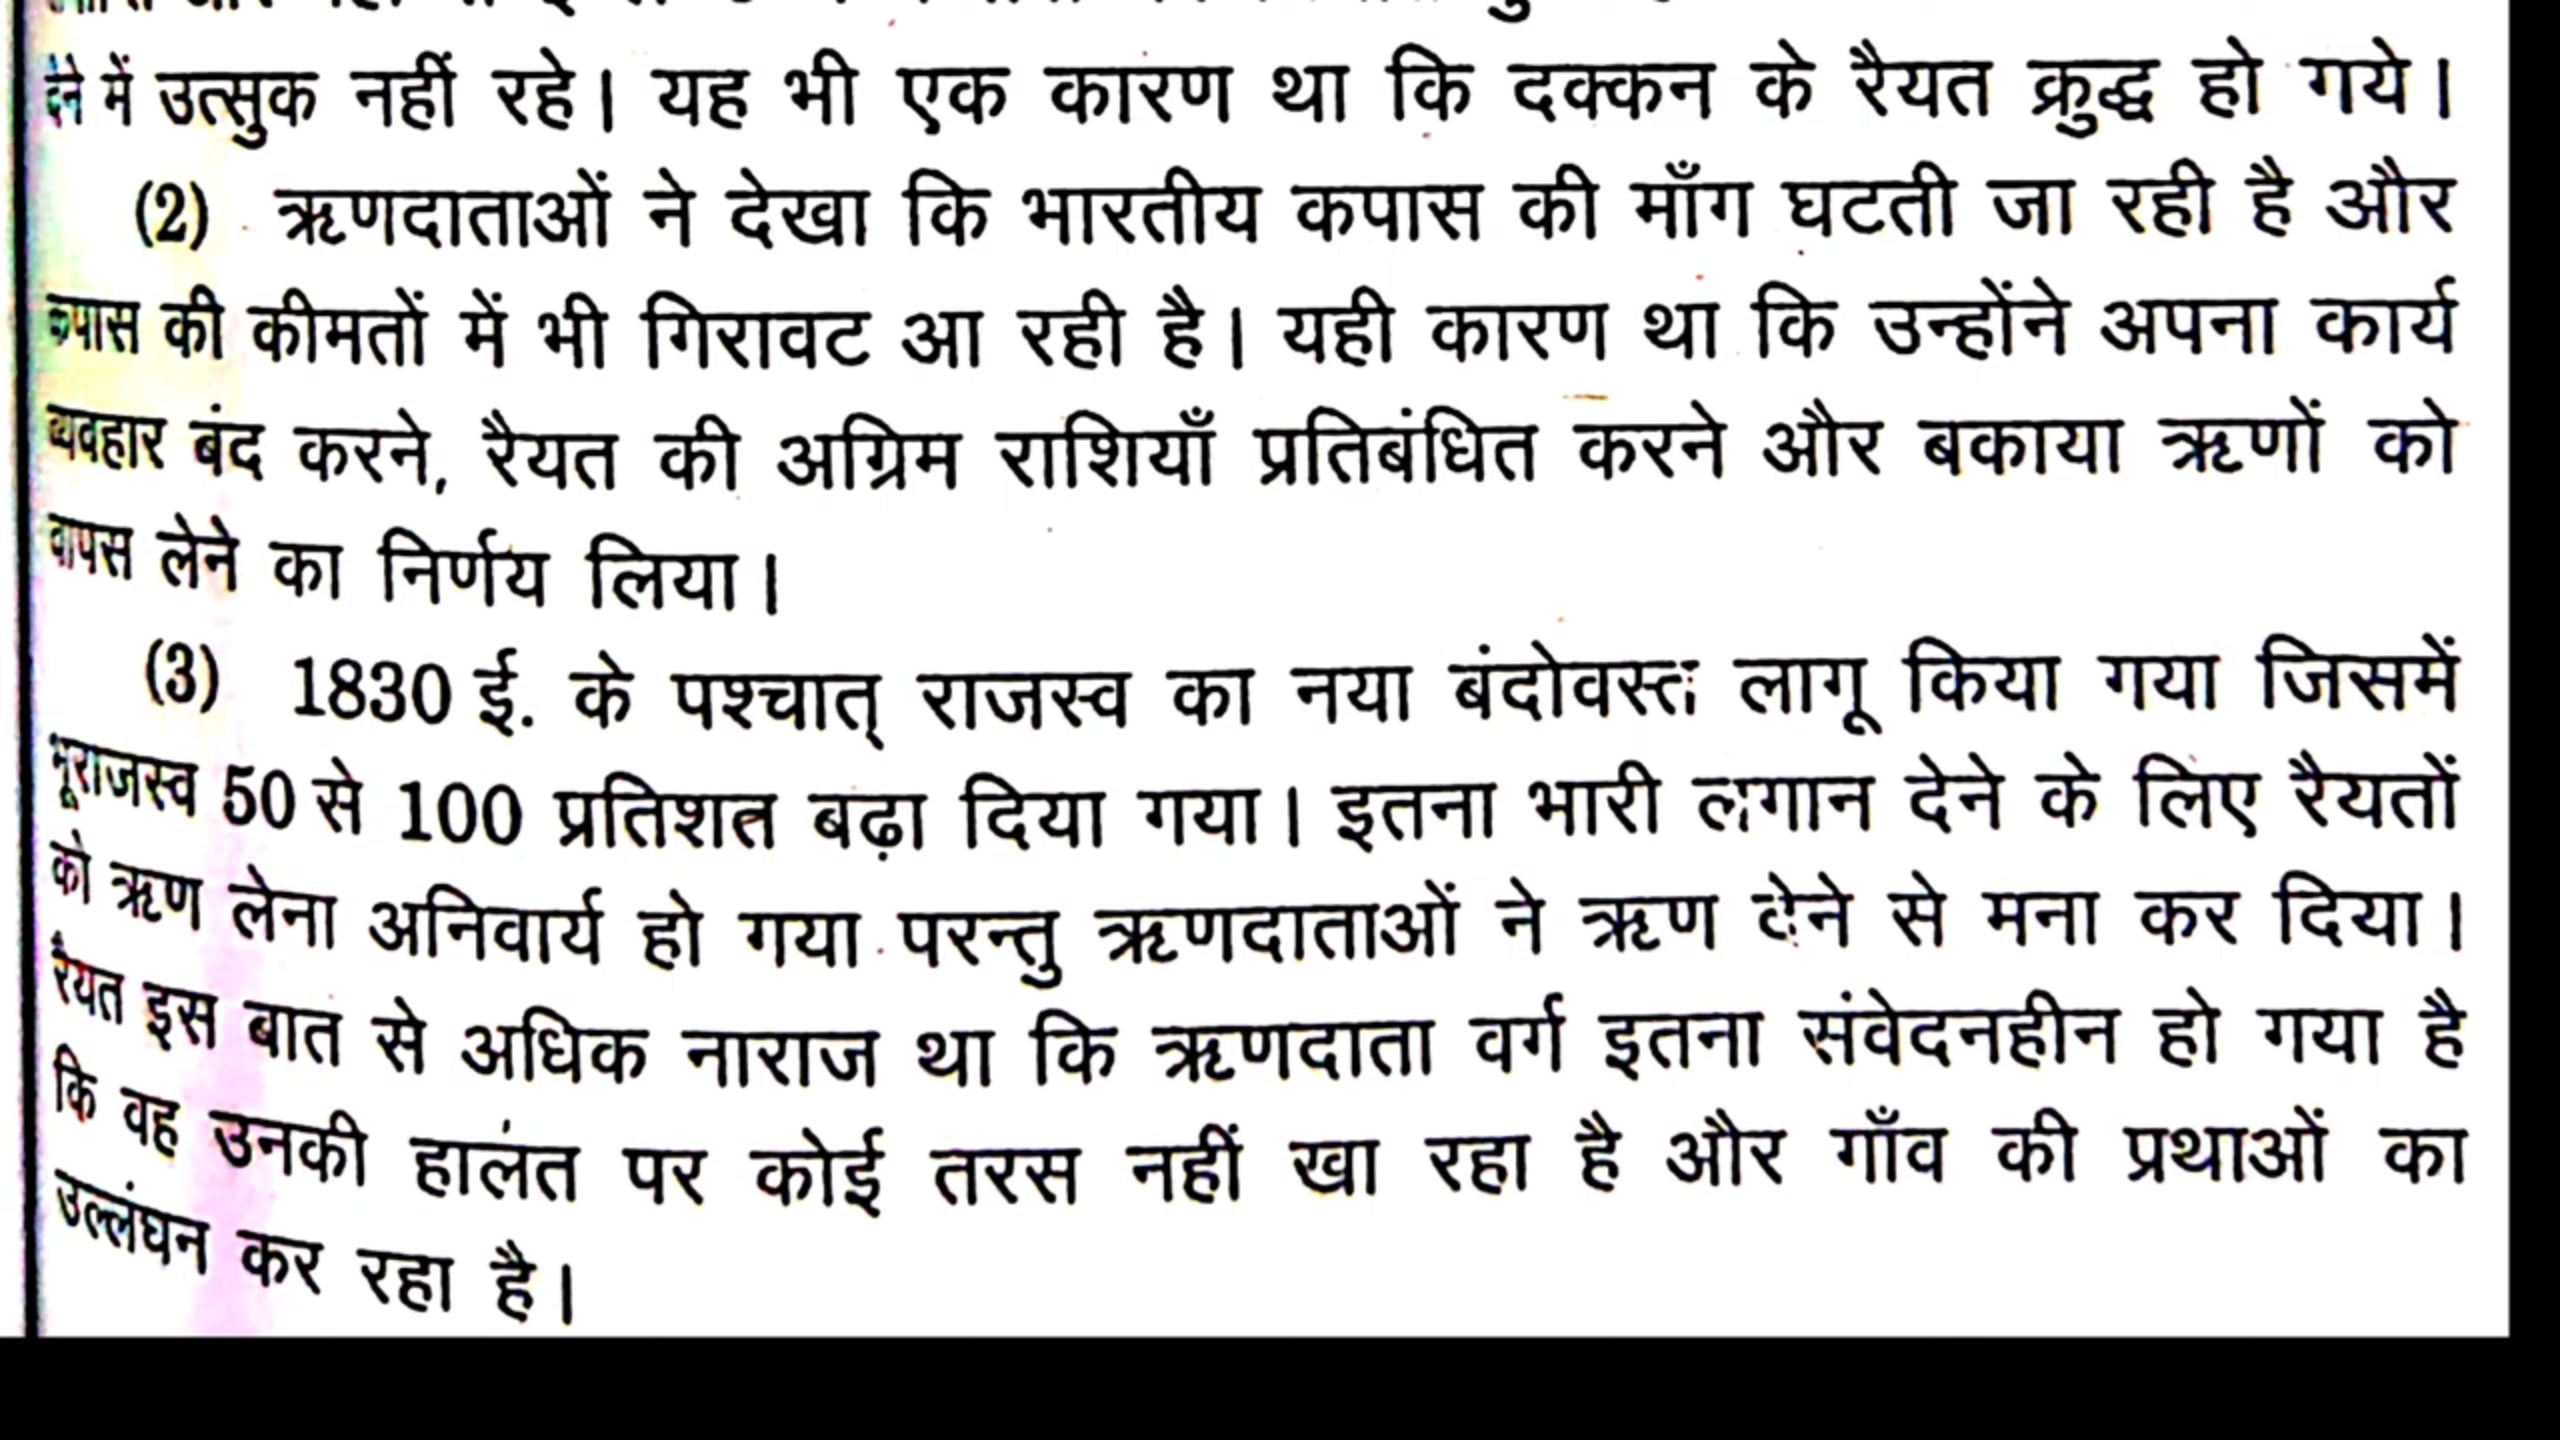 देने में उत्सुक नहीं रहे। यह भी एक कारण था कि दक्कन के रैयत क्रुद्ध हो गये।
(2) ऋणदाताओं ने देखा कि भारतीय कपास की माँग घटती जा रही है और
कपास की कीमतों में भी गिरावट आ रही है। यही कारण था कि उन्होंने अपना कार्य
व्यवहार बंद करने, रैयत की अग्रिम राशियाँ प्रतिबंधित करने और बकाया ऋणों को
वापस लेने का निर्णय लिया।
(3) 1830 ई. के पश्चात् राजस्व का नया बंदोवस्त लागू किया गया जिसमें
भूराजस्व 50 से 100 प्रतिशत बढ़ा दिया गया। इतना भारी लगान देने के लिए रैयतों
को ऋण लेना अनिवार्य हो गया परन्तु ऋणदाताओं ने ऋण देने से मना कर दिया।
रैयत इस बात से अधिक नाराज था कि ऋणदाता वर्ग इतना संवेदनहीन हो गया है
कि वह उनकी हालत पर कोई तरस नहीं खा रहा है और गाँव की प्रथाओं का
उल्लंघन कर रहा है।